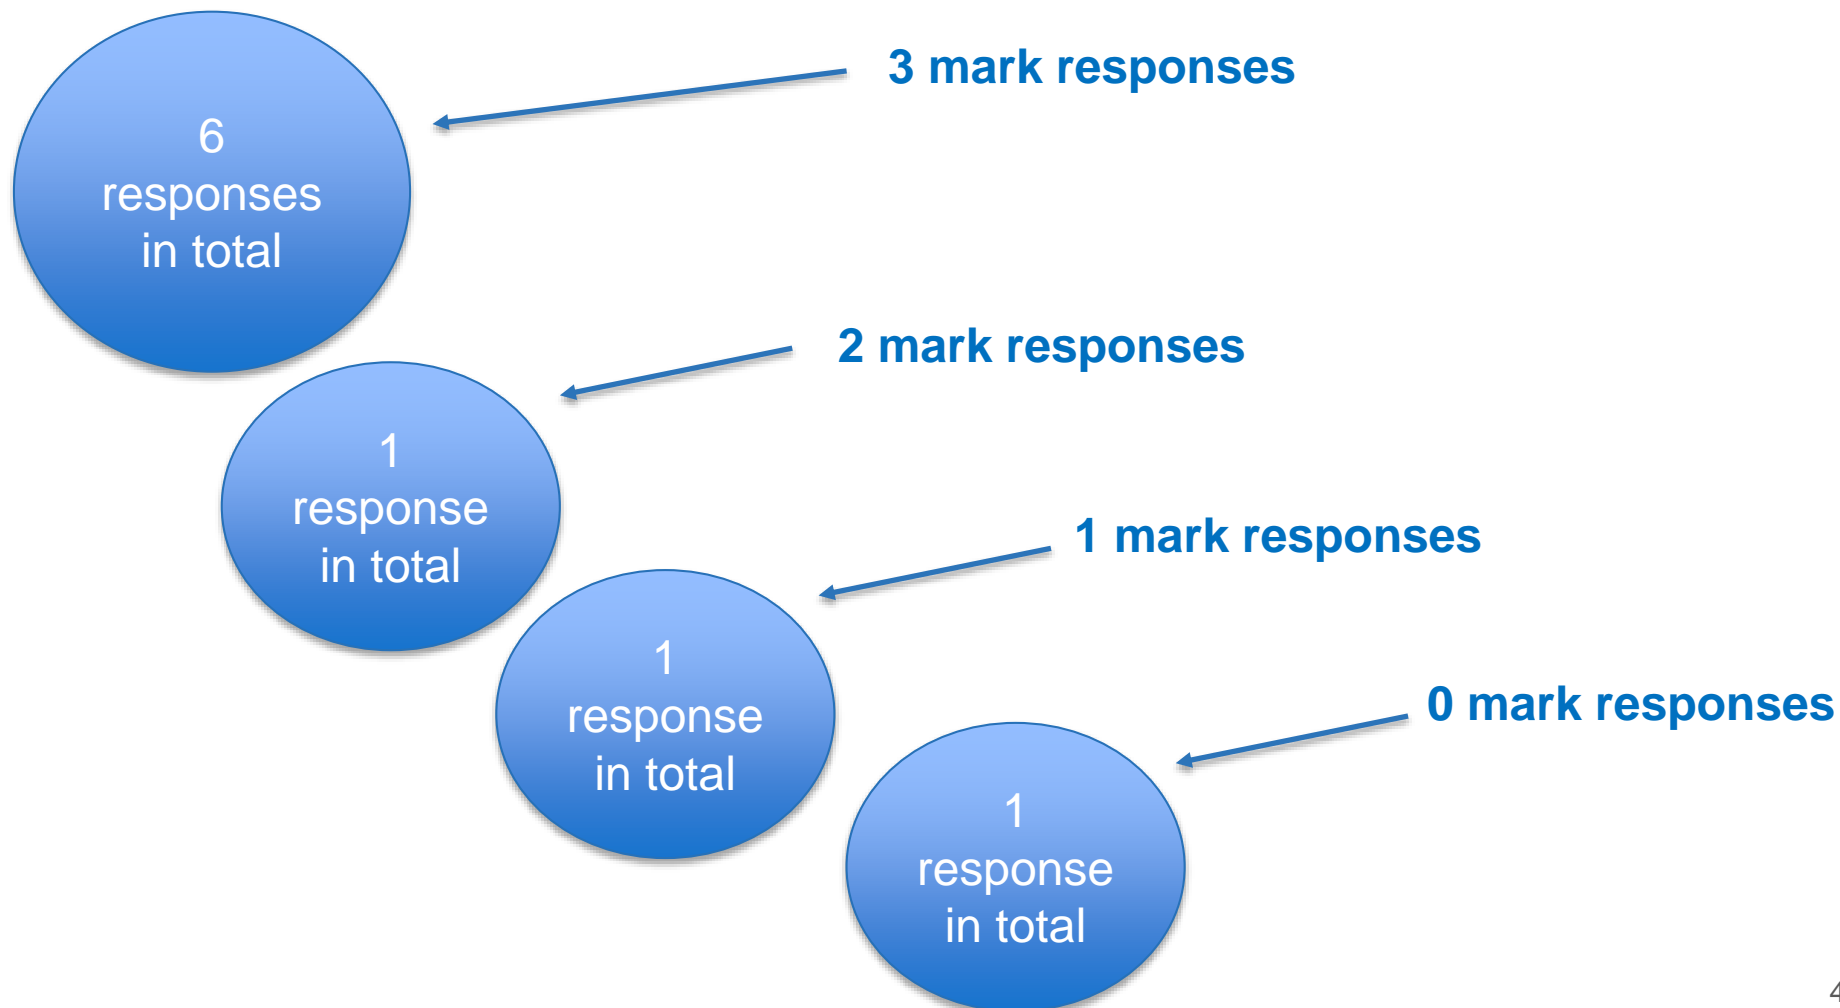 3 mark responses
6
responses
in total
2 mark responses
1
response
in total
1 mark responses
1
response
in total
0 mark responses
1
response
in total
4